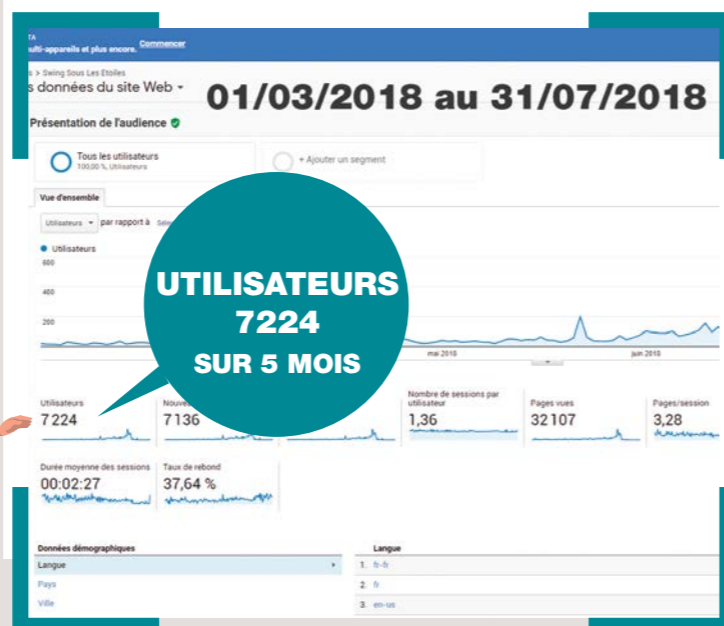 TA
ulti-appareils et plus encore. Commencer
s > Swing Sous Les Etoiles
s données du site Web
01/03/2018 au 31/07/2018
Présentation de l'audience
Tous les utilisateurs
100,00 %, Utilisateurs
+ Ajouter un segment
Vue d'ensemble
Utilisateurs par rapport à
Utilisateurs
600
400
200
UTILISATEURS
7224
SUR 5 MOIS
mai 2018
juin 2018
Utilisateurs
7 224
7 136
Nombre de sessions par
utilisateur
1,36
Pages vues
32 107
Pages/session
3,28
Durée moyenne des sessions
00:02:27
Taux de rebond
37,64 %
Données démographiques
Langue
Pays
Ville
Langue
1. fr-fr
2. fr
3. en-us